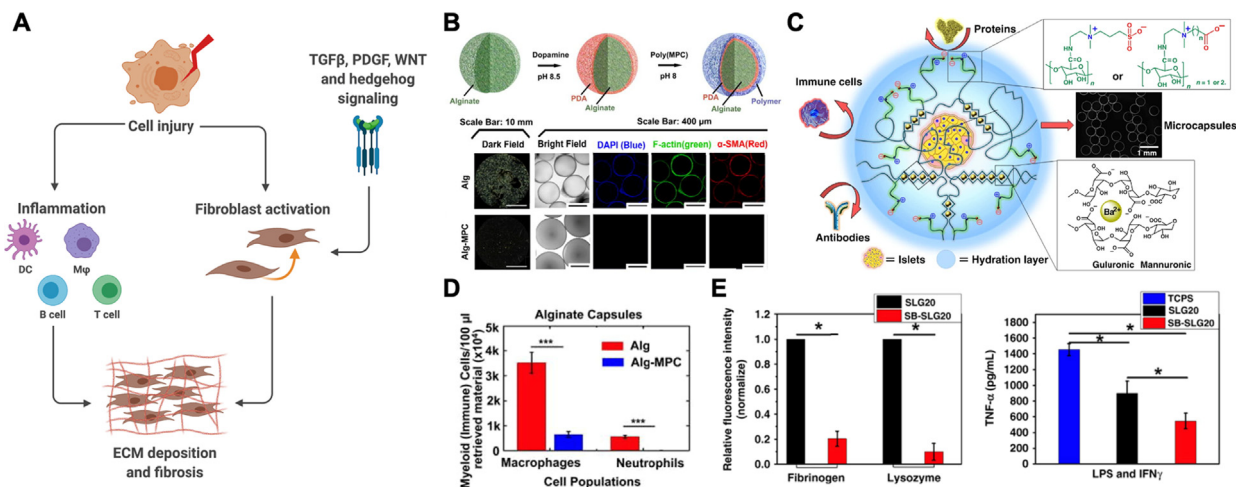 A
Cell injury
TGFβ, PDGF, WNT
and hedgehog
signaling
Inflammation
DC
Mφ
B cell
T cell
Fibroblast activation
ECM deposition
and fibrosis
B
Dopamine
pH 8.5
Poly(MPC)
pH 8
Alginate
PDA
Alginate
PDA
Alginate
Polymer
Scale Bar: 10 mm
Scale Bar: 400 μm
Dark Field
Bright Field
DAPI (Blue)
F-actin(green)
α-SMA(Red)
Alg
Alg-MPC
C
Proteins
Immune cells
Antibodies
or
n = 1 or 2.
Microcapsules
1 mm
Ba2+
Guluronic Mannuronic
= Islets
= Hydration layer
D
Alginate Capsules
Myeloid (Immune) Cells/100 μl
retrieved material (x10⁶)
5k
4k
3k
2k
1k
0
***
***
Alg
Alg-MPC
Macrophages
Neutrophils
Cell Populations
E
Relative fluorescence intensity
(normalize)
1.2
1.0
0.8
0.6
0.4
0.2
0.0
SLG20
SB-SLG20
*
*
Fibrinogen
Lysozyme
TNF-α (pg/mL)
1800
1600
1400
1200
1000
800
600
400
200
0
TCPS
SLG20
SB-SLG20
*
*
*
LPS and IFNγ